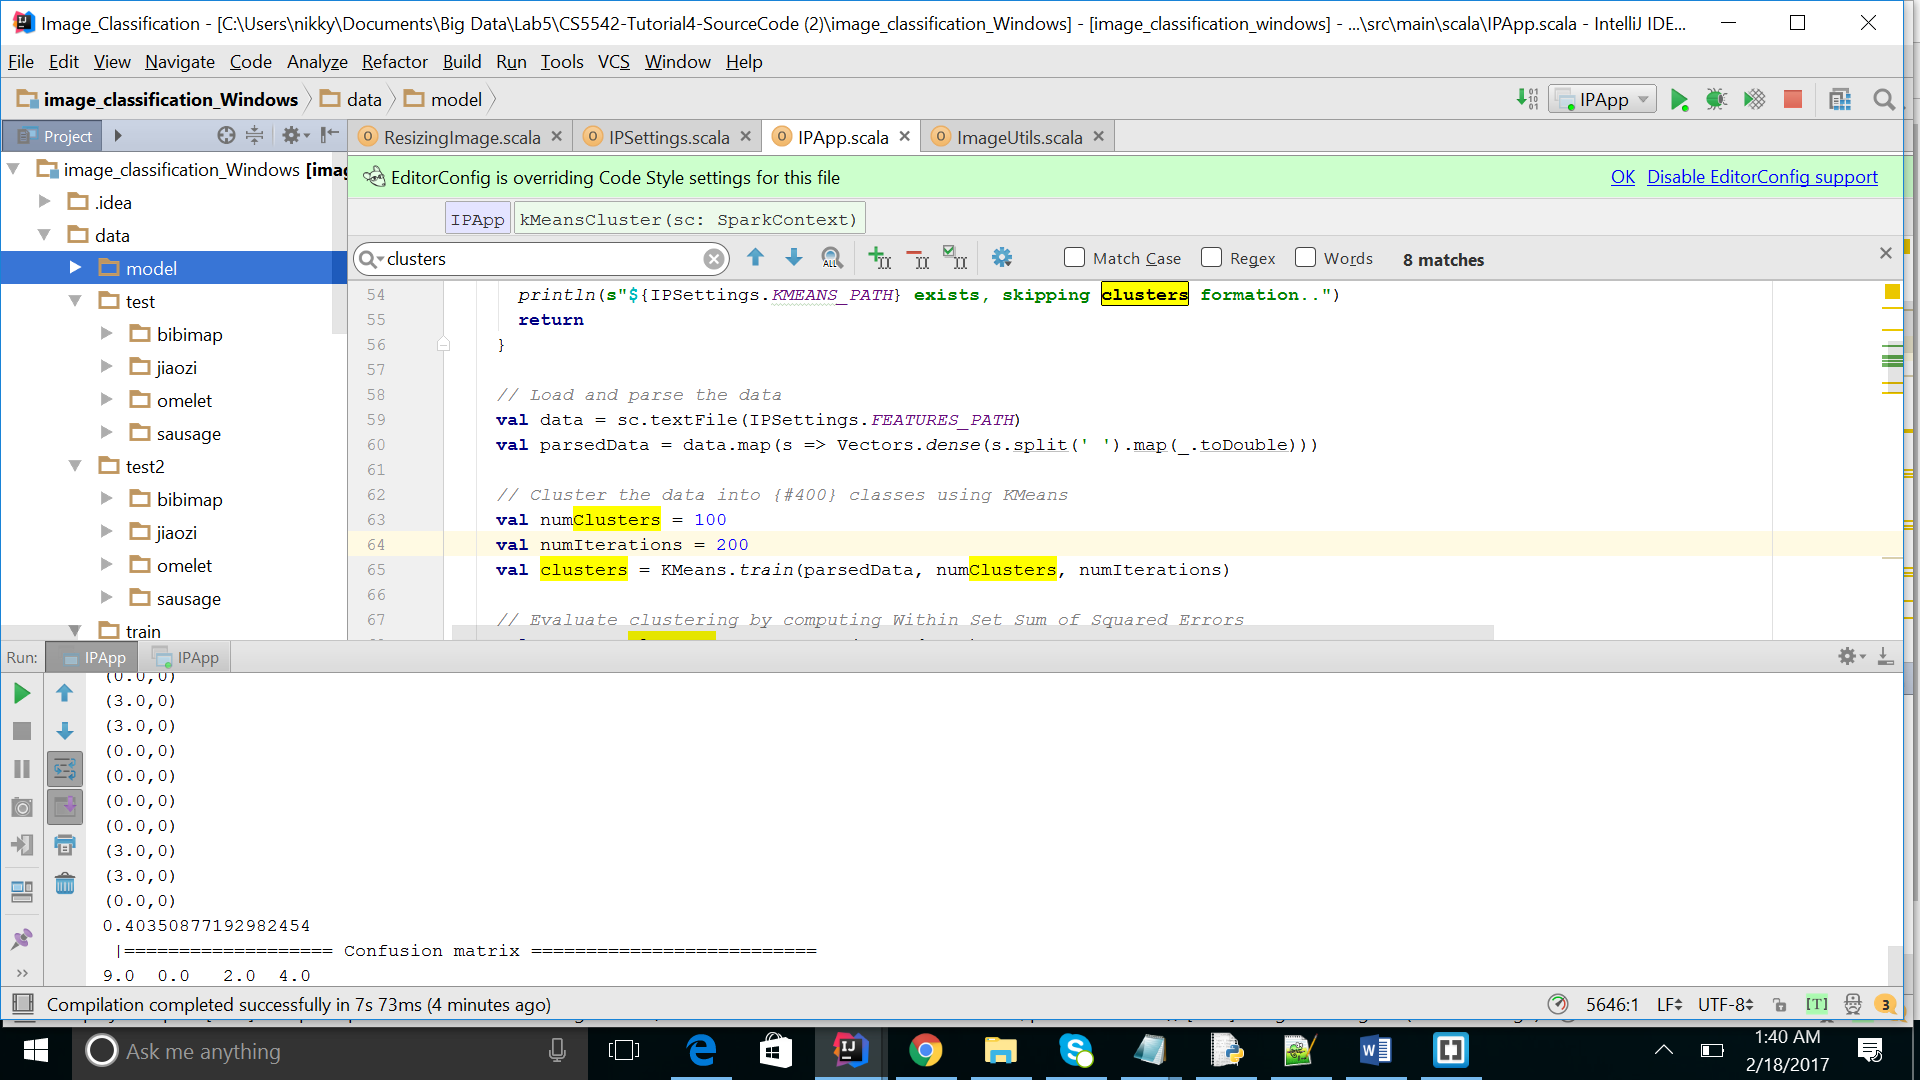 Image_Classification - [C:\Users\nikky\Documents\Big Data\Lab5\CS5542-Tutorial4-SourceCode (2)\image_classification_Windows] - [image_classification_windows] - ...\src\main\scala\IPApp.scala - IntelliJ IDE...
File Edit View Navigate Code Analyze Refactor Build Run Tools VCS Window Help
image_classification_Windows data model IPApp
Project ResizingImage.scala IPSettings.scala IPApp.scala ImageUtils.scala
image_classification_Windows [imag
EditorConfig is overriding Code Style settings for this file OK Disable EditorConfig support
.idea
IPApp kMeansCluster(sc: SparkContext)
data
clusters Match Case Regex Words 8 matches
model
test
bibimap
jiaozi
omelet
sausage
test2
bibimap
jiaozi
omelet
sausage
train
54 println(s"${IPSettings.KMEANS_PATH} exists, skipping clusters formation..")
55 return
56 }
57
58 // Load and parse the data
59 val data = sc.textFile(IPSettings.FEATURES_PATH)
60 val parsedData = data.map(s => Vectors.dense(s.split(' ').map(_.toDouble)))
61
62 // Cluster the data into {#400} classes using KMeans
63 val numClusters = 100
64 val numIterations = 200
65 val clusters = KMeans.train(parsedData, numClusters, numIterations)
66
67 // Evaluate clustering by computing Within Set Sum of Squared Errors
Run: IPApp IPApp
(0.0,0)
(3.0,0)
(3.0,0)
(0.0,0)
(0.0,0)
(0.0,0)
(0.0,0)
(3.0,0)
(3.0,0)
(0.0,0)
0.40350877192982454
|=================== Confusion matrix ==========================
9.0 0.0 2.0 4.0
Compilation completed successfully in 7s 73ms (4 minutes ago) 5646:1 LF UTF-8 [T] 3
Ask me anything
1:40 AM
2/18/2017